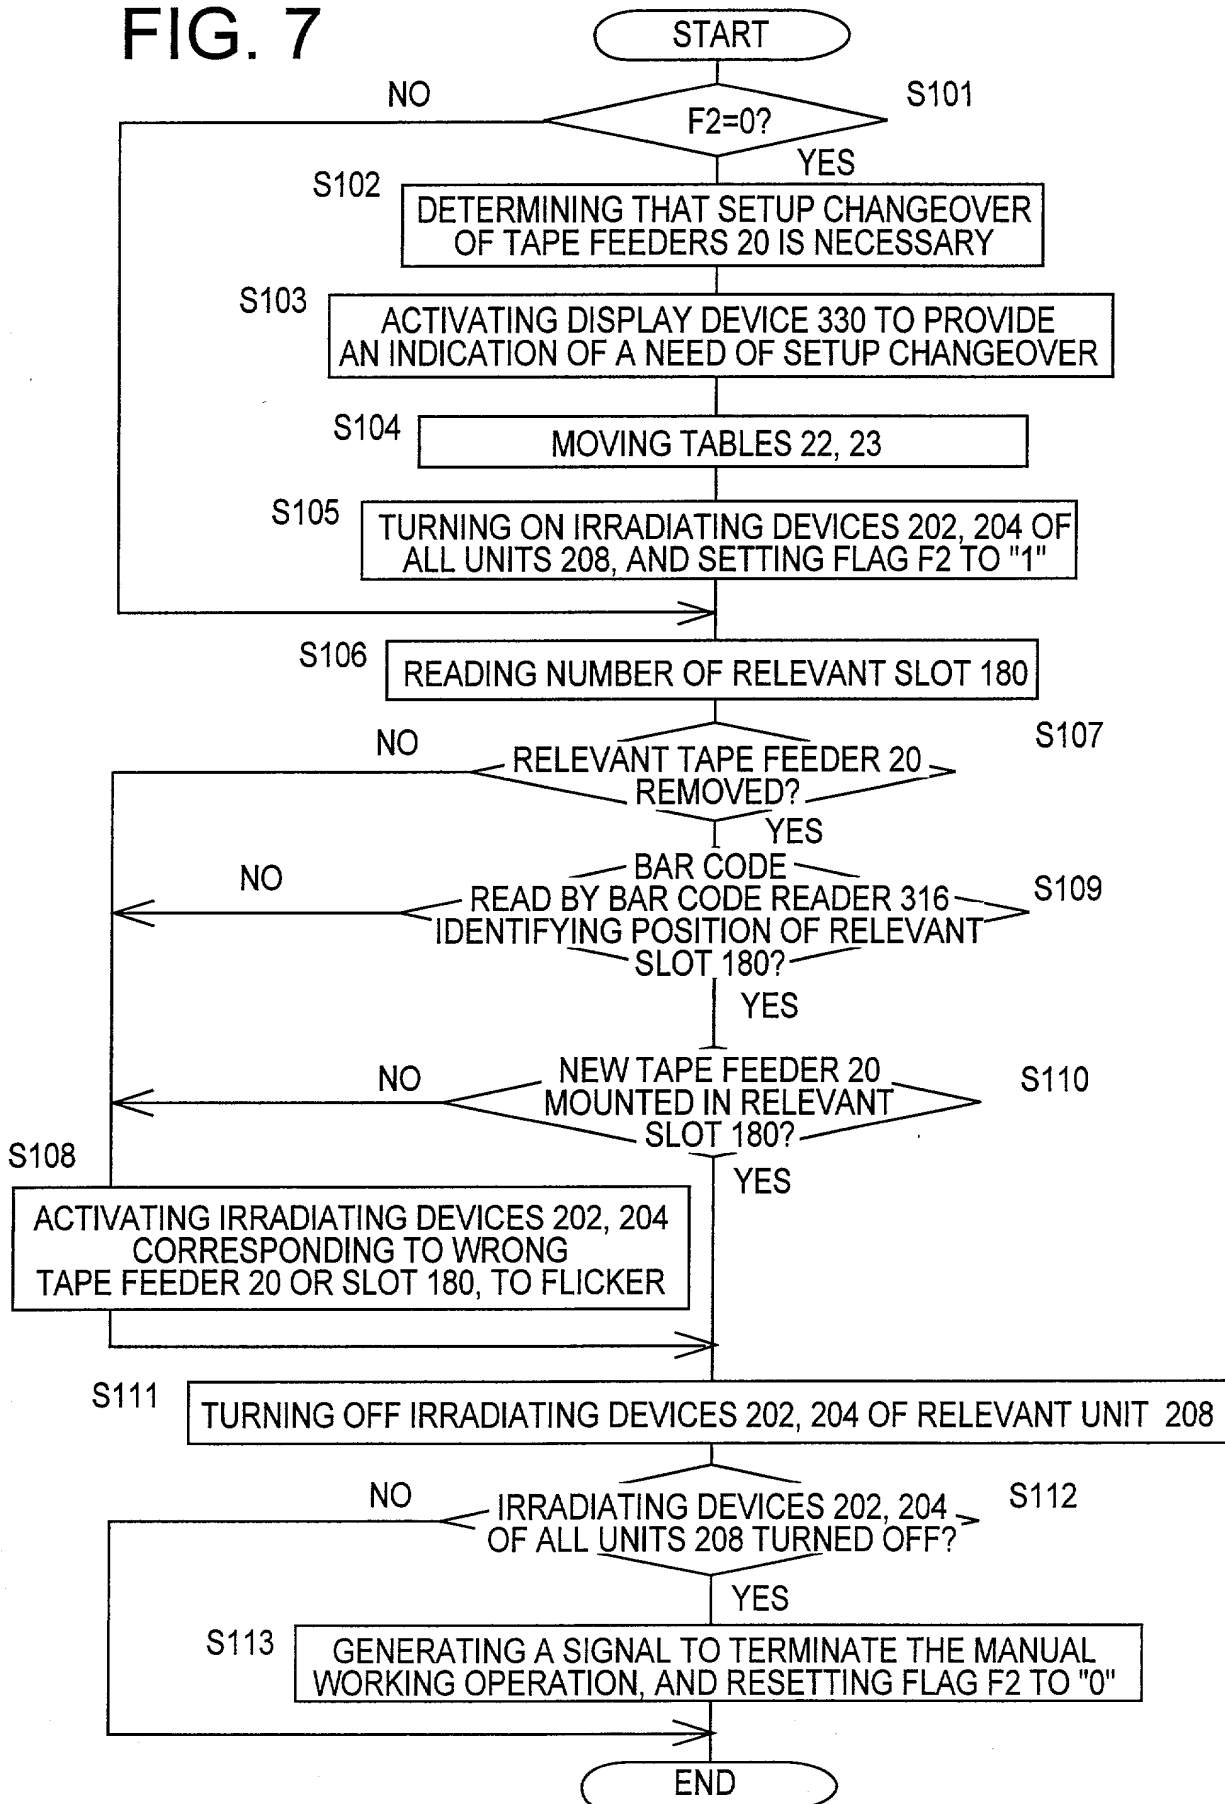 FIG. 7
START
NO
S101
F2=0?
YES
S102
DETERMINING THAT SETUP CHANGEOVER
OF TAPE FEEDERS 20 IS NECESSARY
S103
ACTIVATING DISPLAY DEVICE 330 TO PROVIDE
AN INDICATION OF A NEED OF SETUP CHANGEOVER
S104
MOVING TABLES 22, 23
S105
TURNING ON IRRADIATING DEVICES 202, 204 OF
ALL UNITS 208, AND SETTING FLAG F2 TO "1"
S106
READING NUMBER OF RELEVANT SLOT 180
NO
S107
RELEVANT TAPE FEEDER 20
REMOVED?
YES
BAR CODE
NO
S109
READ BY BAR CODE READER 316
IDENTIFYING POSITION OF RELEVANT
SLOT 180?
YES
NO
S110
NEW TAPE FEEDER 20
MOUNTED IN RELEVANT
SLOT 180?
YES
S108
ACTIVATING IRRADIATING DEVICES 202, 204
CORRESPONDING TO WRONG
TAPE FEEDER 20 OR SLOT 180, TO FLICKER
S111
TURNING OFF IRRADIATING DEVICES 202, 204 OF RELEVANT UNIT 208
NO
S112
IRRADIATING DEVICES 202, 204
OF ALL UNITS 208 TURNED OFF?
YES
S113
GENERATING A SIGNAL TO TERMINATE THE MANUAL
WORKING OPERATION, AND RESETTING FLAG F2 TO "0"
END